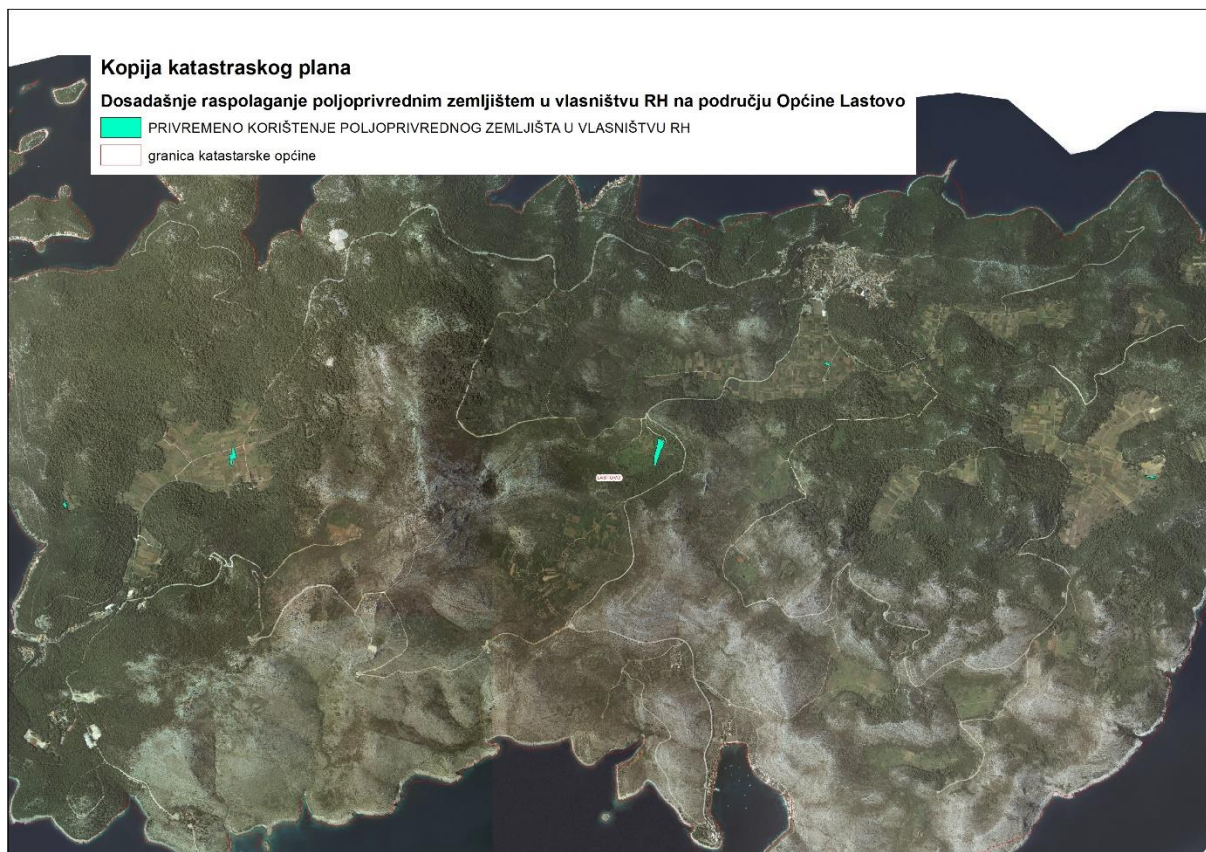 Kopija katastraskog plana
Dosadašnje raspolaganje poljoprivrednim zemljištem u vlasništvu RH na području Općine Lastovo
PRIVREMENO KORIŠTENJE POLJOPRIVREDNOG ZEMLJIŠTA U VLASNIŠTVU RH
granica katastarske općine
LASTOVO